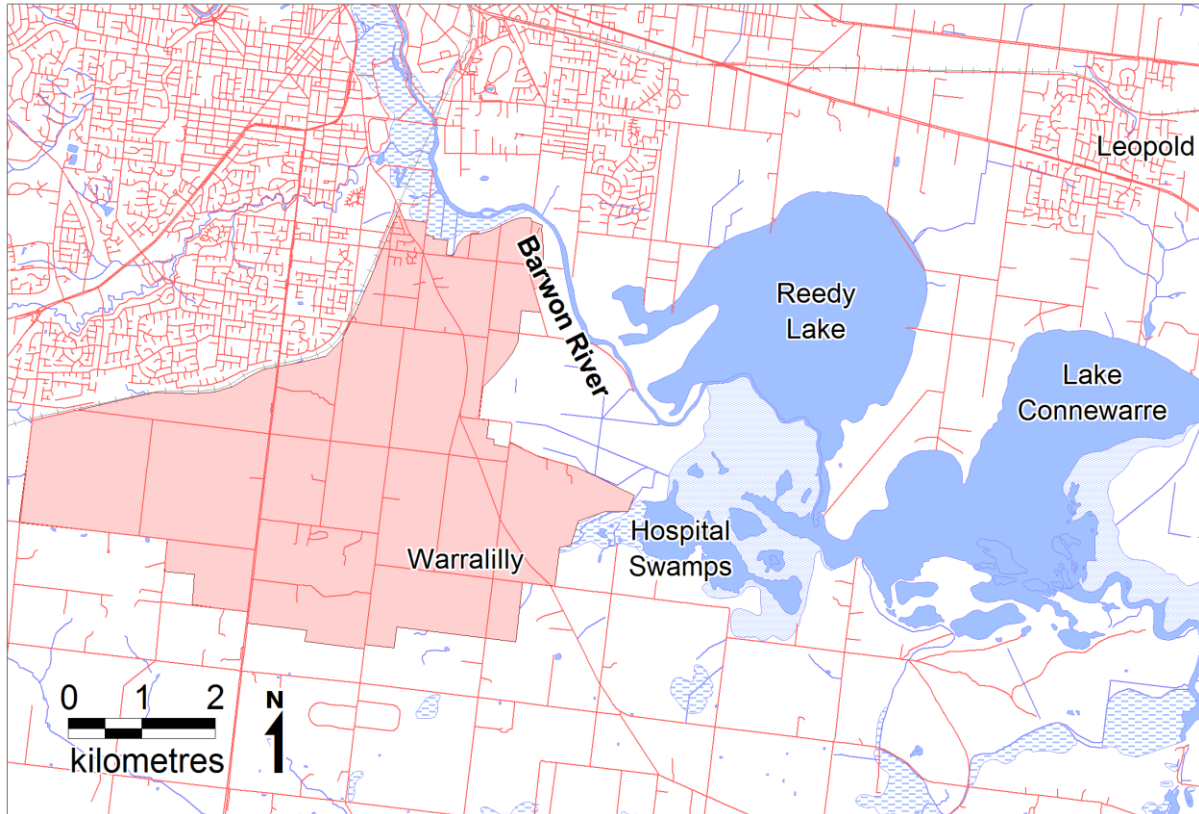 Leopold
Barwon River
Reedy
Lake
Lake
Connewarre
Hospital
Swamps
Warralilly
0 1 2
kilometres
N